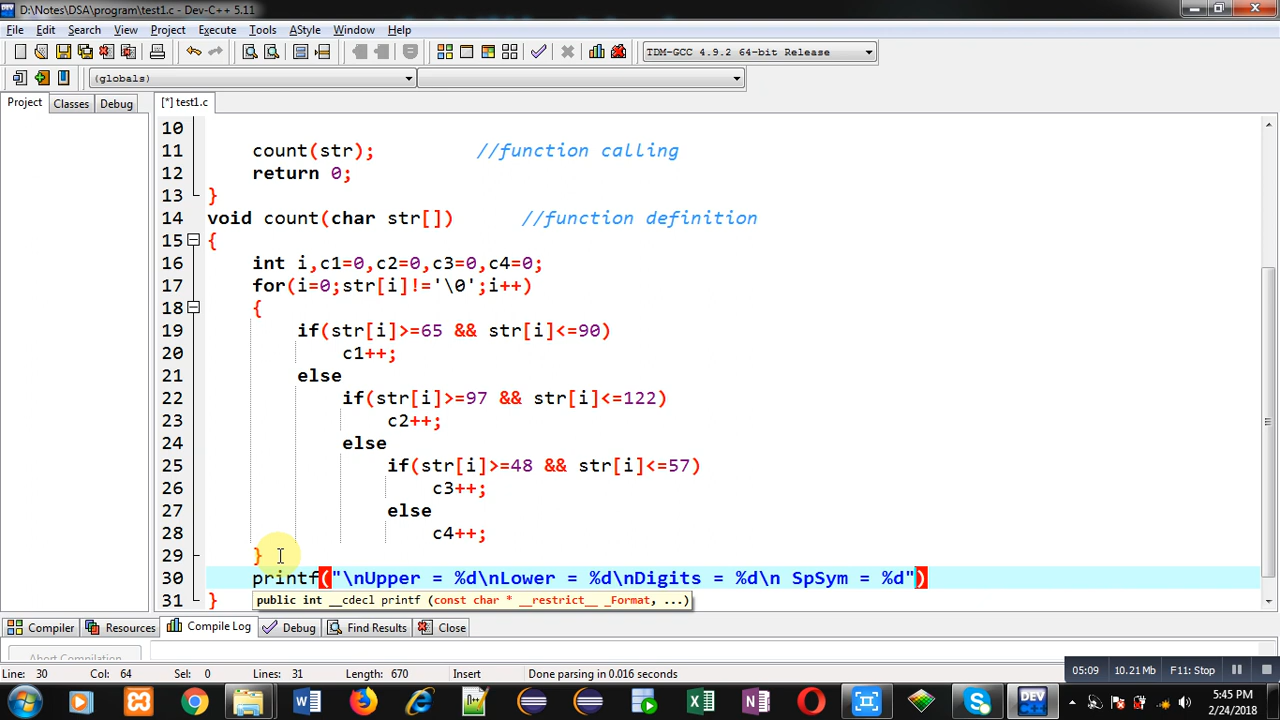 D:\Notes\DSA\program\test1.c - Dev-C++ 5.11
File Edit Search View Project Execute Tools AStyle Window Help
TDM-GCC 4.9.2 64-bit Release
(globals)
Project Classes Debug [*] test1.c
10
11 count(str); //function calling
12 return 0;
13 }
14 void count(char str[]) //function definition
15 {
16 int i,c1=0,c2=0,c3=0,c4=0;
17 for(i=0;str[i]!='\0';i++)
18 {
19 if(str[i]>=65 && str[i]<=90)
20 c1++;
21 else
22 if(str[i]>=97 && str[i]<=122)
23 c2++;
24 else
25 if(str[i]>=48 && str[i]<=57)
26 c3++;
27 else
28 c4++;
29 }
30 printf("\nUpper = %d\nLower = %d\nDigits = %d\n SpSym = %d")
31 }
public int __cdecl printf (const char * __restrict__ _Format, ...)
Compiler Resources Compile Log Debug Find Results Close
Abort Compilation
Line: 30 Col: 64 Sel: 0 Lines: 31 Length: 670 Insert Done parsing in 0.016 seconds
05:09 10.21 Mb F11: Stop
DEV
5:45 PM
2/24/2018